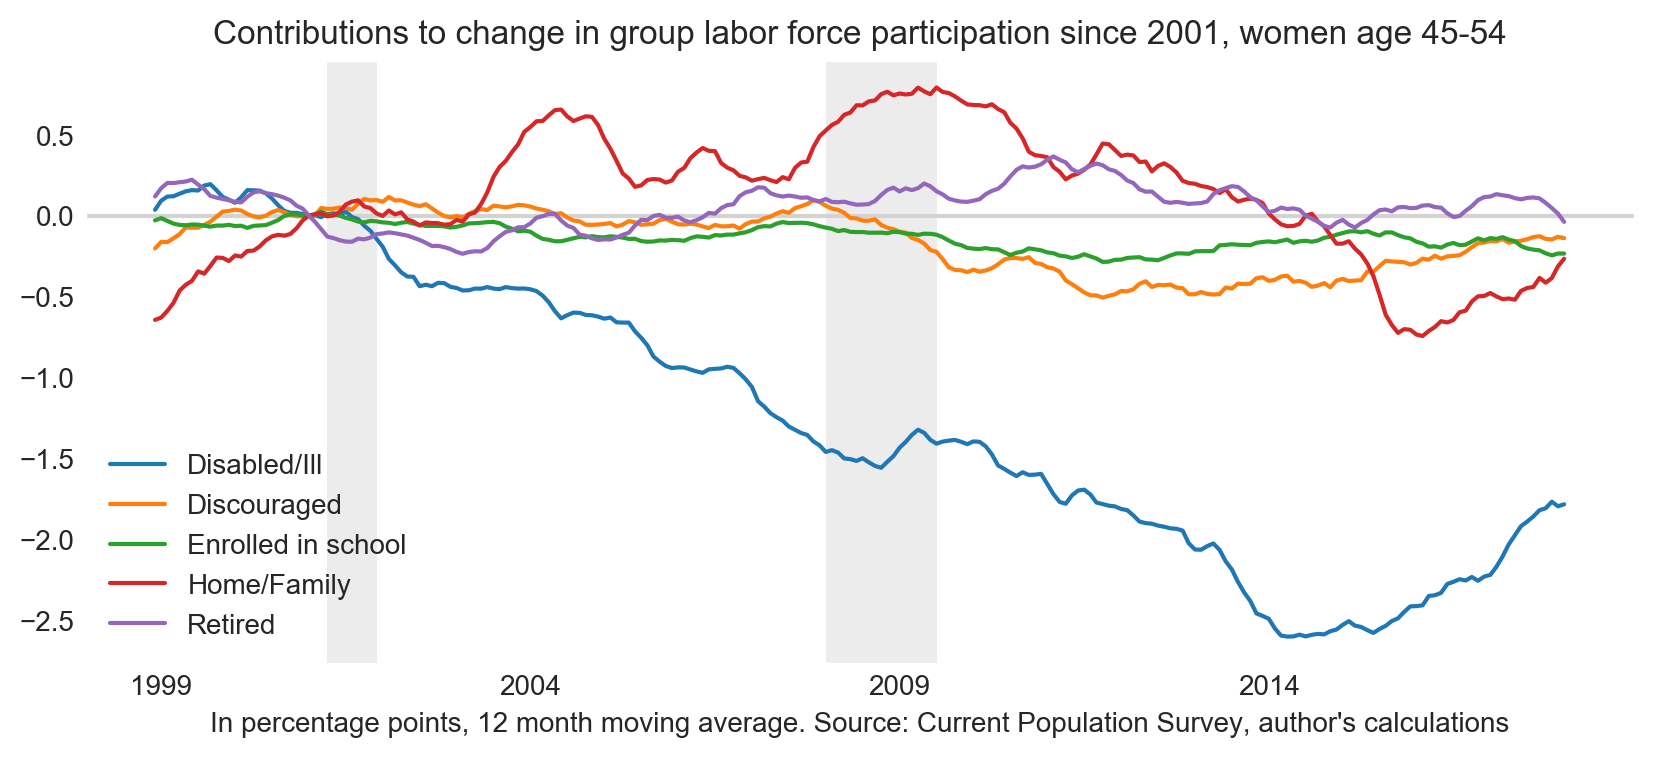 Contributions to change in group labor force participation since 2001, women age 45-54
0.5
0.0
−0.5
−1.0
−1.5
−2.0
−2.5
Disabled/Ill
Discouraged
Enrolled in school
Home/Family
Retired
1999 2004 2009 2014
In percentage points, 12 month moving average. Source: Current Population Survey, author's calculations